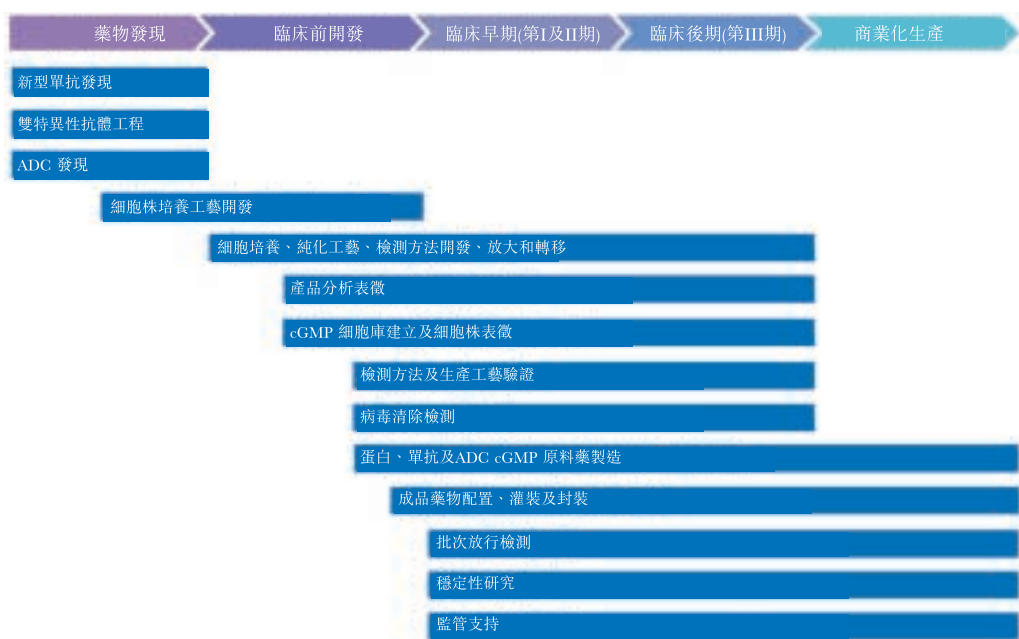 藥物發現
臨床前開發
臨床早期(第I及II期)
臨床後期(第III期)
商業化生產
新型單抗發現
雙特異性抗體工程
ADC 發現
細胞株培養工藝開發
細胞培養、純化工藝、檢測方法開發、放大和轉移
產品分析表徵
cGMP 細胞庫建立及細胞株表徵
檢測方法及生產工藝驗證
病毒清除檢測
蛋白、單抗及ADC cGMP 原料藥製造
成品藥物配置、灌裝及封裝
批次放行檢測
穩定性研究
監管支持